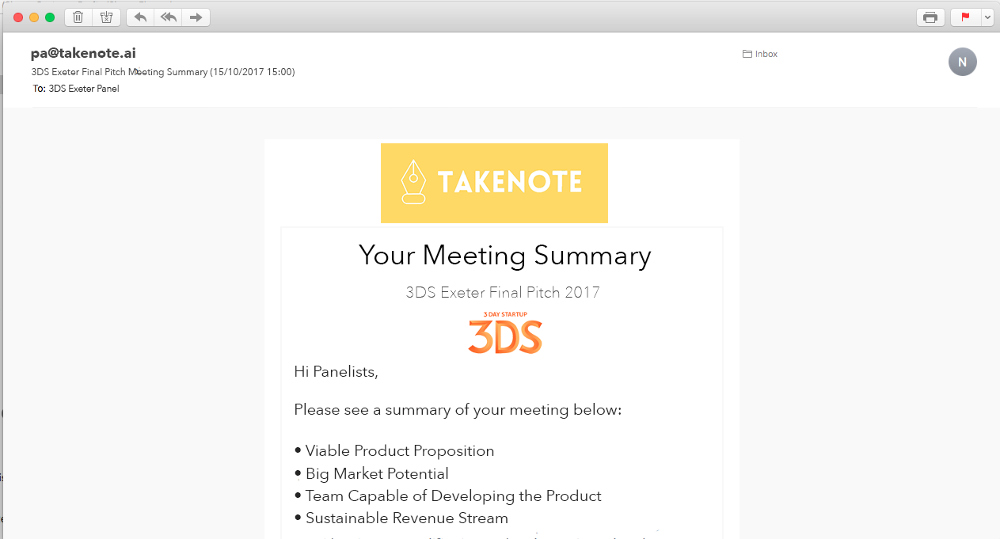 pa@takenote.ai
Inbox
N
3DS Exeter Final Pitch Meeting Summary (15/10/2017 15:00)
To: 3DS Exeter Panel
TAKENOTE
Your Meeting Summary
3DS Exeter Final Pitch 2017
3 DAY STARTUP
3DS
Hi Panelists,
Please see a summary of your meeting below:
• Viable Product Proposition
• Big Market Potential
• Team Capable of Developing the Product
• Sustainable Revenue Stream